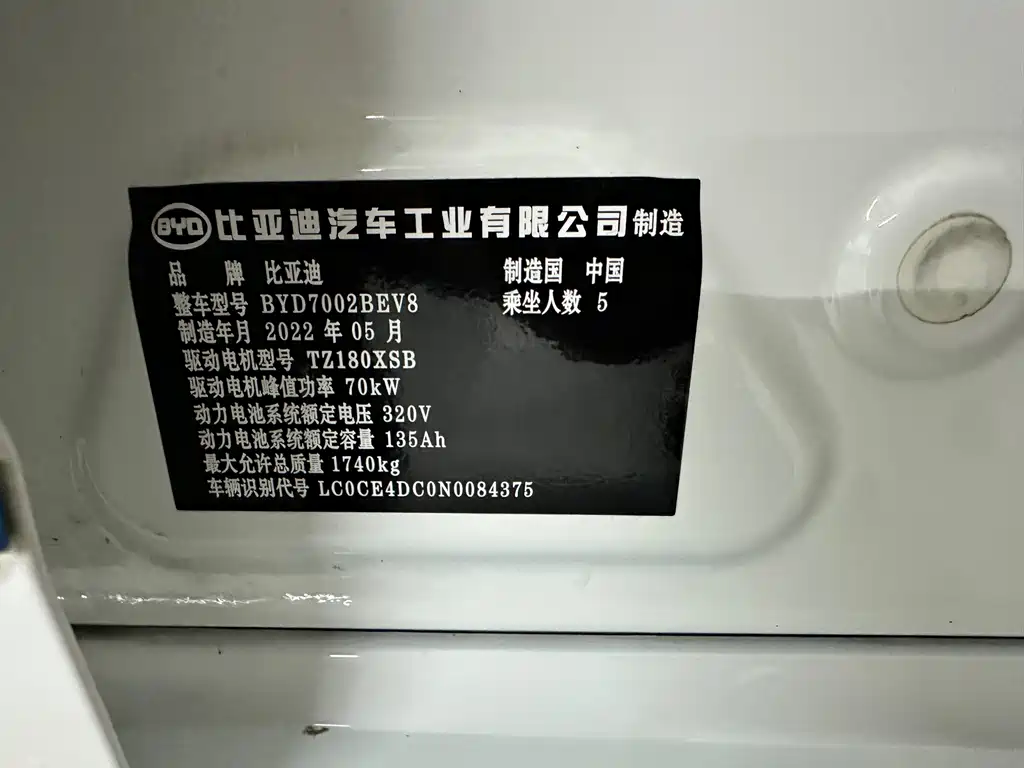 BYD 比亚迪汽车工业有限公司制造
品 牌 比亚迪 制造国 中国
整车型号 BYD7002BEV8 乘坐人数 5
制造年月 2022 年 05 月
驱动电机型号 TZ180XSB
驱动电机峰值功率 70kW
动力电池系统额定电压 320V
动力电池系统额定容量 135Ah
最大允许总质量 1740kg
车辆识别代号 LC0CE4DC0N0084375